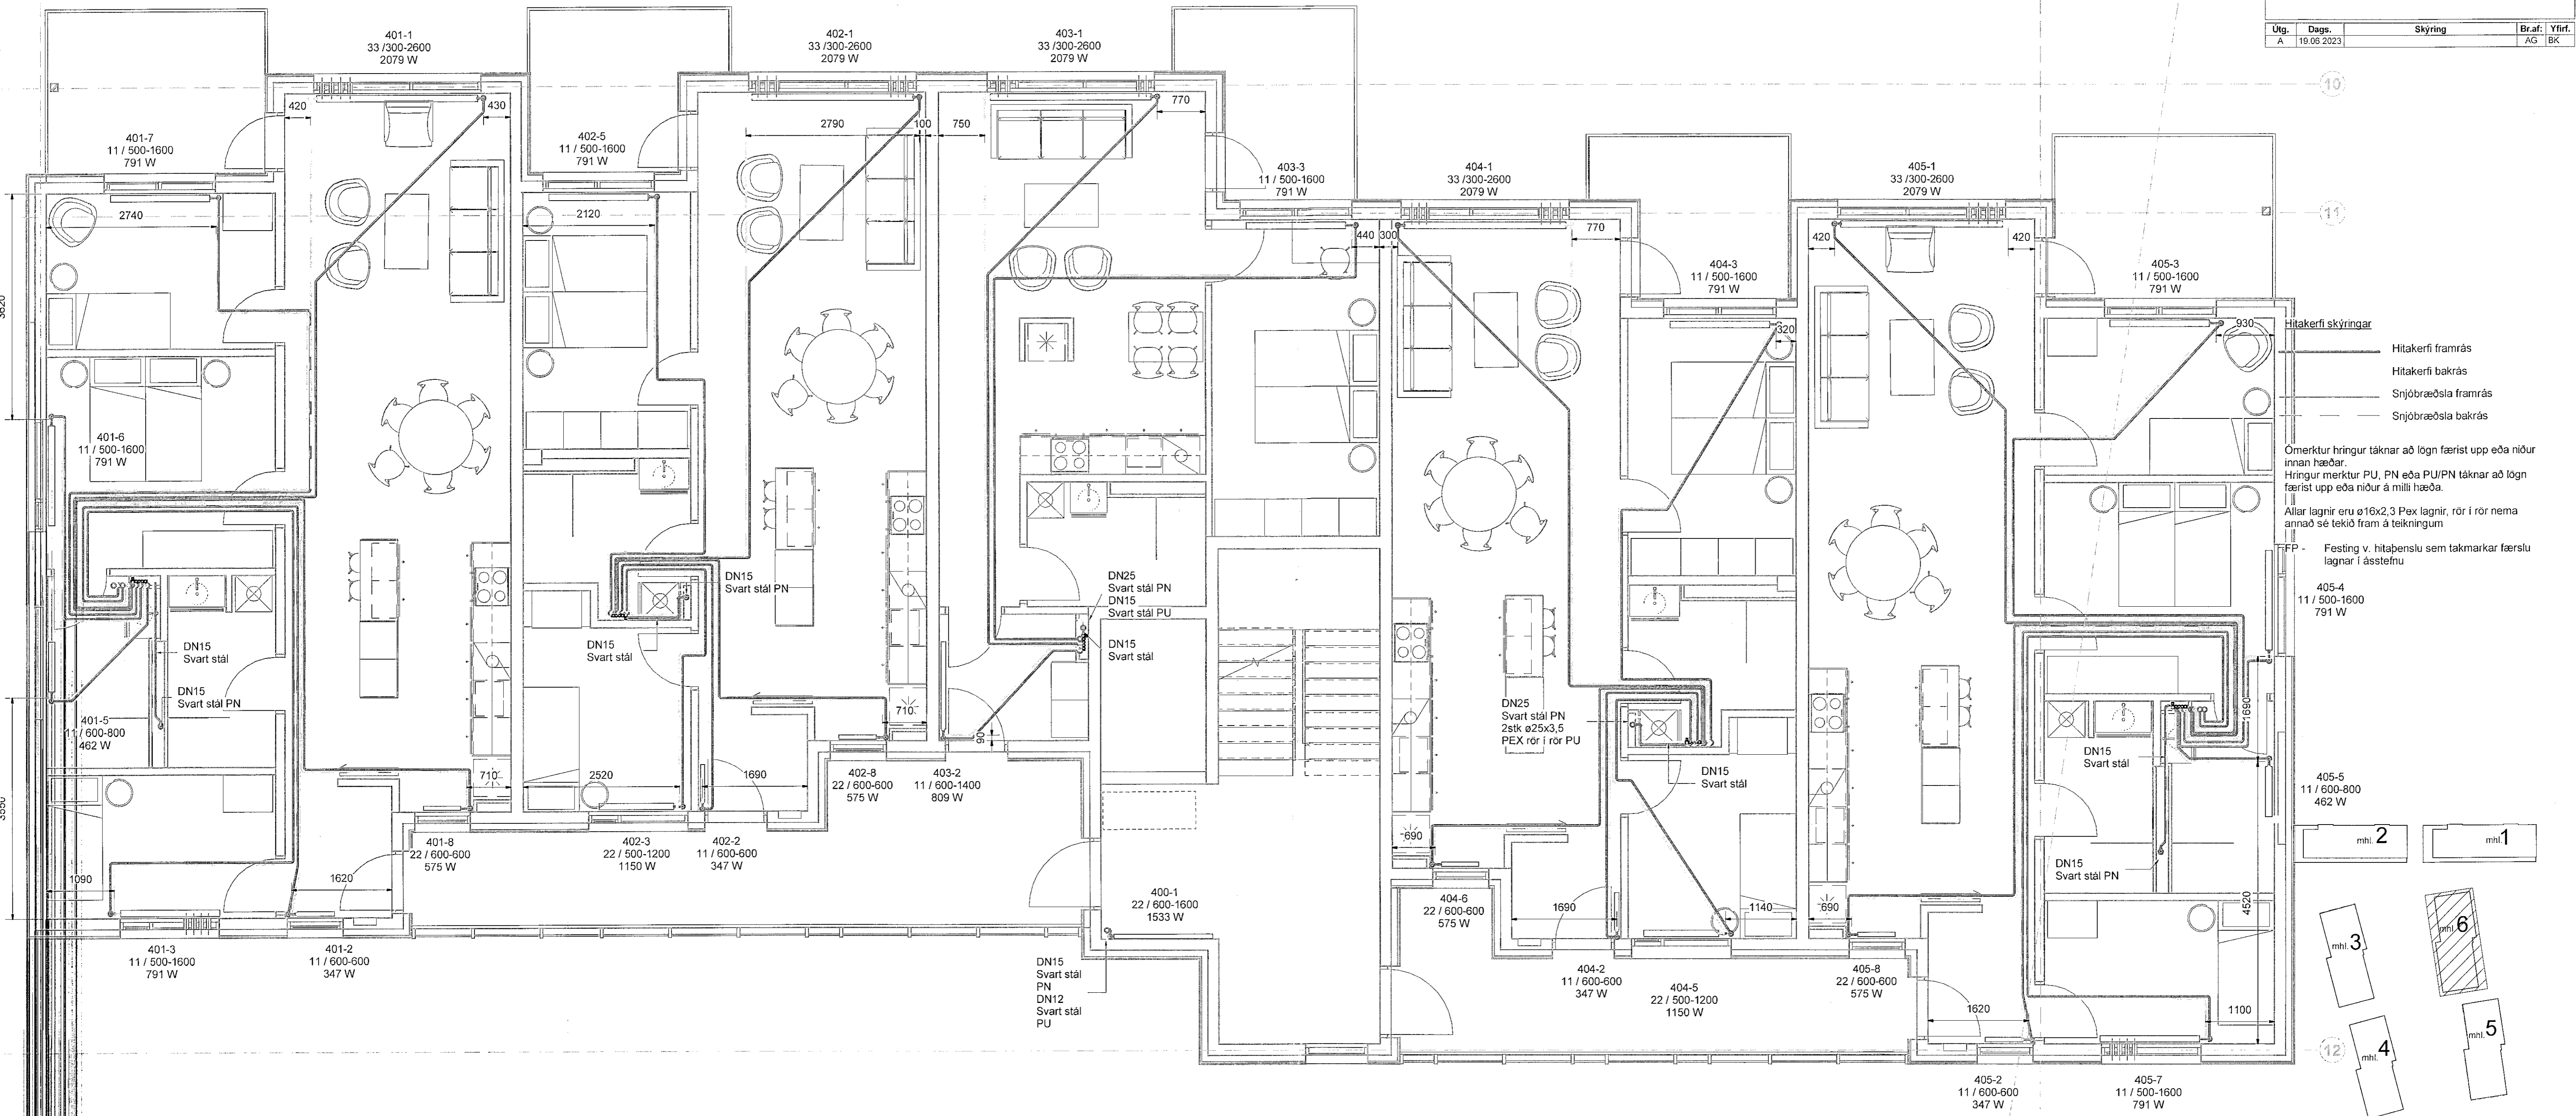 Útg. Dags. Skýring Br.af: Yfirf.
A 19.06.2023 AG BK
10
11
12
401-1
33 /300-2600
2079 W
402-1
33 /300-2600
2079 W
403-1
33 /300-2600
2079 W
420
430
401-7
11 / 500-1600
791 W
402-5
11 / 500-1600
791 W
2790
100
750
770
403-3
11 / 500-1600
791 W
404-1
33 /300-2600
2079 W
405-1
33 /300-2600
2079 W
2740
2120
440
300
770
420
420
404-3
11 / 500-1600
791 W
405-3
11 / 500-1600
791 W
3620
320
930
Hitakerfi skýringar
Hitakerfi framrás
Hitakerfi bakrás
Snjóbræðsla framrás
Snjóbræðsla bakrás
Ómerktur hringur táknar að lögn færist upp eða niður
innan hæðar.
Hringur merktur PU, PN eða PU/PN táknar að lögn
færist upp eða niður á milli hæða.
Allar lagnir eru ø16x2,3 Pex lagnir, rör í rör nema
annað sé tekið fram á teikningum
FP - Festing v. hitaþenslu sem takmarkar færslu
lagnar í ásstefnu
401-6
11 / 500-1600
791 W
405-4
11 / 500-1600
791 W
DN15
Svart stál PN
DN25
Svart stál PN
DN15
Svart stál PU
DN15
Svart stál
DN15
Svart stál
DN15
Svart stál
DN15
Svart stál PN
401-5
11 / 600-800
462 W
710
90
DN25
Svart stál PN
2stk ø25x3,5
PEX rör í rör PU
DN15
Svart stál
1690
DN15
Svart stál
405-5
11 / 600-800
462 W
3550
710
2520
1690
402-8
22 / 600-600
575 W
403-2
11 / 600-1400
809 W
401-8
22 / 600-600
575 W
402-3
22 / 500-1200
1150 W
402-2
11 / 600-600
347 W
690
DN15
Svart stál PN
mhl. 2
mhl. 1
1090
1620
400-1
22 / 600-1600
1533 W
404-6
22 / 600-600
575 W
1690
1140
690
4520
401-3
11 / 500-1600
791 W
401-2
11 / 600-600
347 W
DN15
Svart stál
PN
DN12
Svart stál
PU
404-2
11 / 600-600
347 W
404-5
22 / 500-1200
1150 W
405-8
22 / 600-600
575 W
1620
1100
mhl. 3
mhl. 6
mhl. 4
mhl. 5
405-2
11 / 600-600
347 W
405-7
11 / 500-1600
791 W